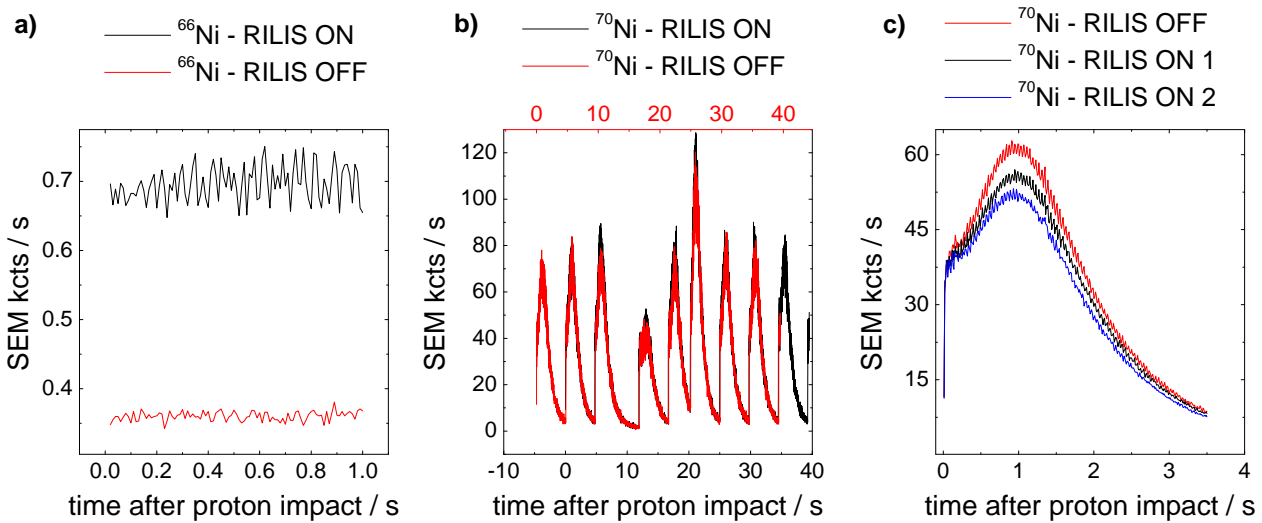 a)
⁶⁶Ni - RILIS ON
⁶⁶Ni - RILIS OFF
0.7
0.6
0.5
0.4
SEM kcts / s
0.0 0.2 0.4 0.6 0.8 1.0
time after proton impact / s
b)
⁷⁰Ni - RILIS ON
⁷⁰Ni - RILIS OFF
0 10 20 30 40
120
100
80
60
40
20
0
SEM kcts / s
-10 0 10 20 30 40
time after proton impact / s
c)
⁷⁰Ni - RILIS OFF
⁷⁰Ni - RILIS ON 1
⁷⁰Ni - RILIS ON 2
60
45
30
15
SEM kcts / s
0 1 2 3 4
time after proton impact / s